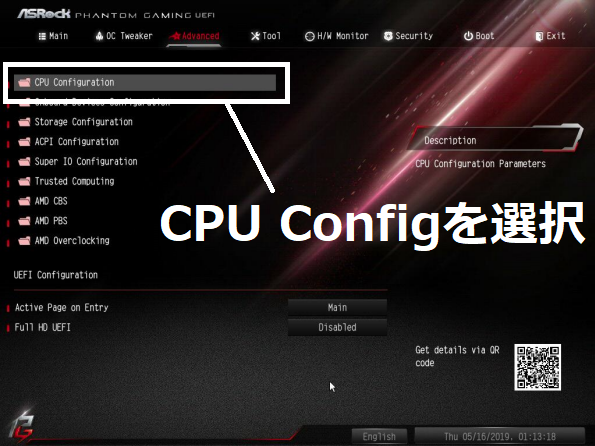 ASRock PHANTOM GAMING UEFI
Main OC Tweaker Advanced Tool H/W Monitor Security Boot Exit
CPU Configuration
Onboard Devices Configuration
Storage Configuration
ACPI Configuration
Super IO Configuration
Trusted Computing
AMD CBS
AMD PBS
AMD Overclocking
Description
CPU Configuration Parameters
CPU Configを選択
UEFI Configuration
Active Page on Entry Main
Full HD UEFI Disabled
Get details via QR
code
English Thu 05/16/2019. 01:13:18